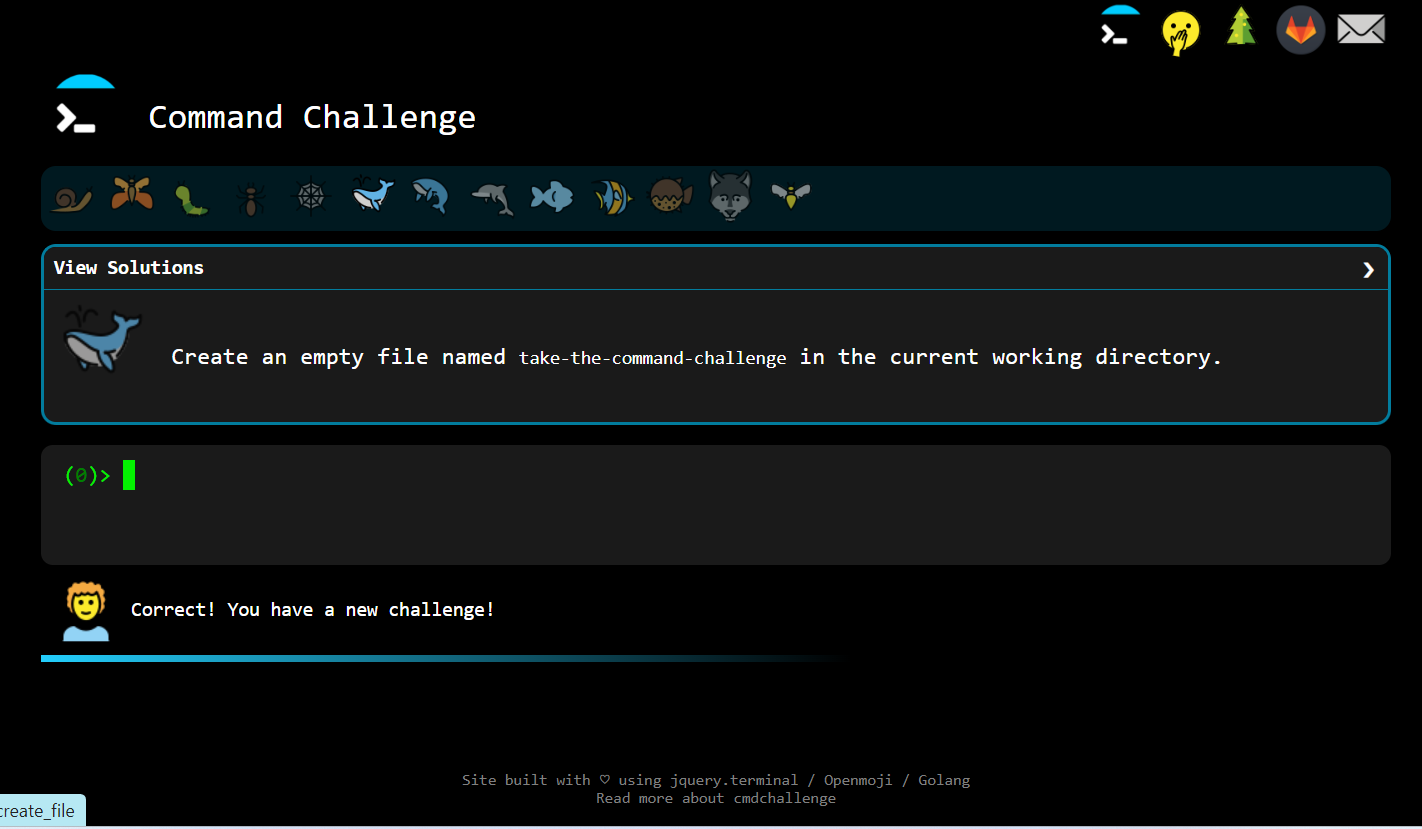 Command Challenge
View Solutions
Create an empty file named take-the-command-challenge in the current working directory.
(0)>
Correct! You have a new challenge!
Site built with ♡ using jquery.terminal / Openmoji / Golang
Read more about cmdchallenge
create_file